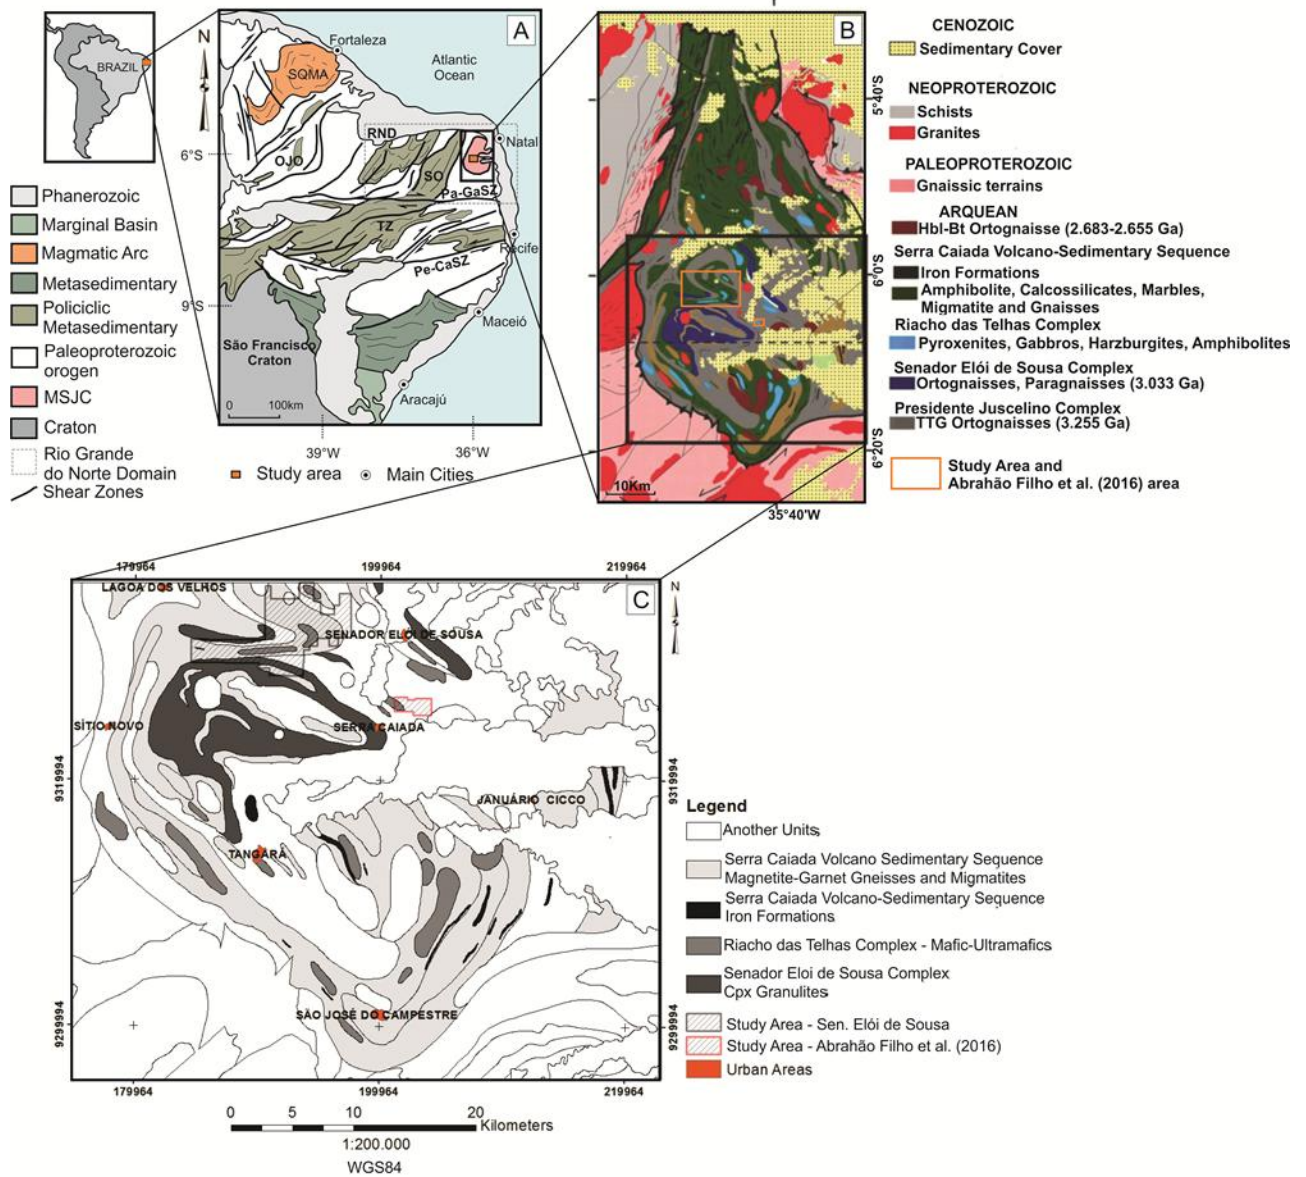 BRAZIL
N
A
Fortaleza
SQMA
Atlantic
Ocean
RND
Natal
6°S
OJO
SO
Pa-GaSZ
TZ
Recife
Pe-CaSZ
9°S
Maceió
São Francisco
Craton
Aracajú
0 100km
39°W 36°W
Phanerozoic
Marginal Basin
Magmatic Arc
Metasedimentary
Policiclic
Metasedimentary
Paleoproterozoic
orogen
MSJC
Craton
Rio Grande
do Norte Domain
Shear Zones
Study area
Main Cities
B
5°40'S
6°0'S
6°20'S
10Km
35°40'W
CENOZOIC
Sedimentary Cover
NEOPROTEROZOIC
Schists
Granites
PALEOPROTEROZOIC
Gnaissic terrains
ARQUEAN
Hbl-Bt Ortognaisse (2.683-2.655 Ga)
Serra Caiada Volcano-Sedimentary Sequence
Iron Formations
Amphibolite, Calcossilicates, Marbles,
Migmatite and Gnaisses
Riacho das Telhas Complex
Pyroxenites, Gabbros, Harzburgites, Amphibolites
Senador Elói de Sousa Complex
Ortognaisses, Paragnaisses (3.033 Ga)
Presidente Juscelino Complex
TTG Ortognaisses (3.255 Ga)
Study Area and
Abrahão Filho et al. (2016) area
179964 199964 219964
C
N
LAGOA DOS VELHOS
SENADOR ELOI DE SOUSA
SÍTIO NOVO
SERRA CAIADA
9319994
9319994
JANUÁRIO CICCO
TANGARÁ
SÃO JOSÉ DO CAMPESTRE
9299994
9299994
179964 199964 219964
0 5 10 20
Kilometers
1:200.000
WGS84
Legend
Another Units
Serra Caiada Volcano Sedimentary Sequence
Magnetite-Garnet Gneisses and Migmatites
Serra Caiada Volcano-Sedimentary Sequence
Iron Formations
Riacho das Telhas Complex - Mafic-Ultramafics
Senador Eloi de Sousa Complex
Cpx Granulites
Study Area - Sen. Elói de Sousa
Study Area - Abrahão Filho et al. (2016)
Urban Areas